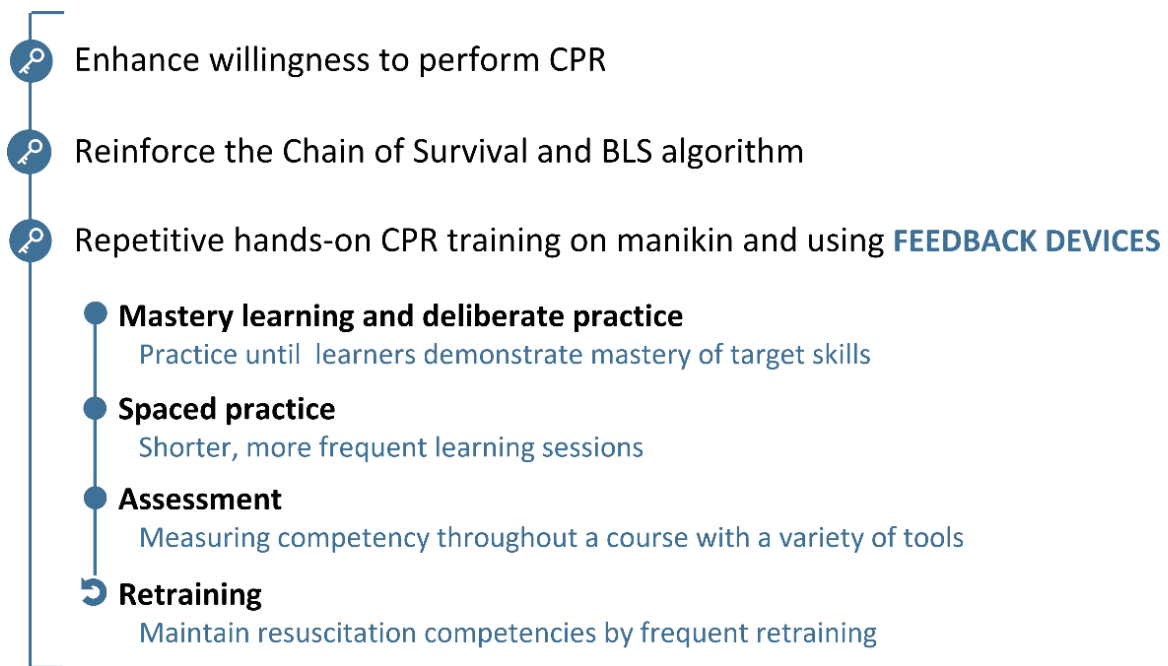 Enhance willingness to perform CPR
Reinforce the Chain of Survival and BLS algorithm
Repetitive hands-on CPR training on manikin and using FEEDBACK DEVICES
Mastery learning and deliberate practice
Practice until learners demonstrate mastery of target skills
Spaced practice
Shorter, more frequent learning sessions
Assessment
Measuring competency throughout a course with a variety of tools
Retraining
Maintain resuscitation competencies by frequent retraining